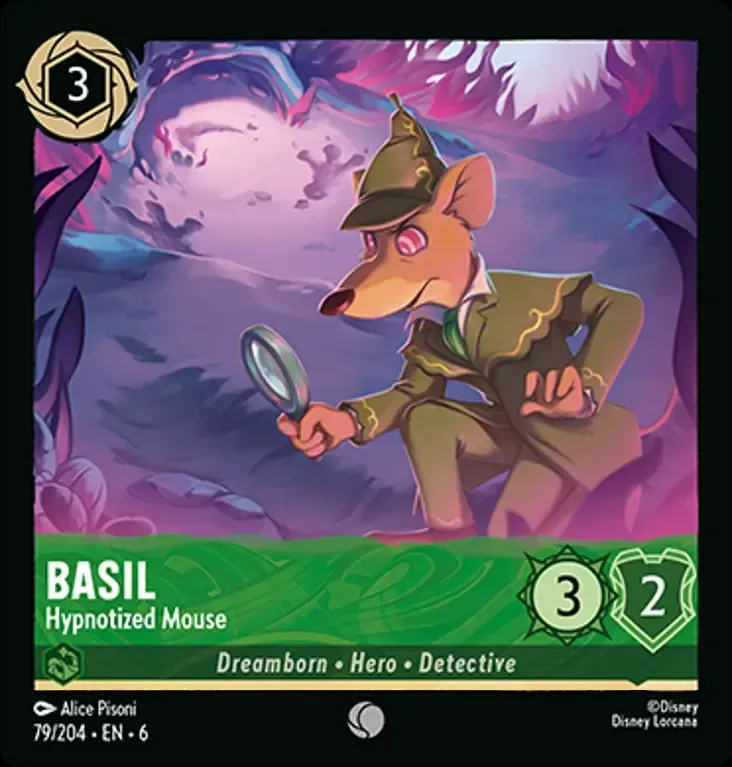 3
BASIL
Hypnotized Mouse
3 2
Dreamborn • Hero • Detective
Alice Pisoni
79/204 • EN • 6
©Disney
Disney Lorcana